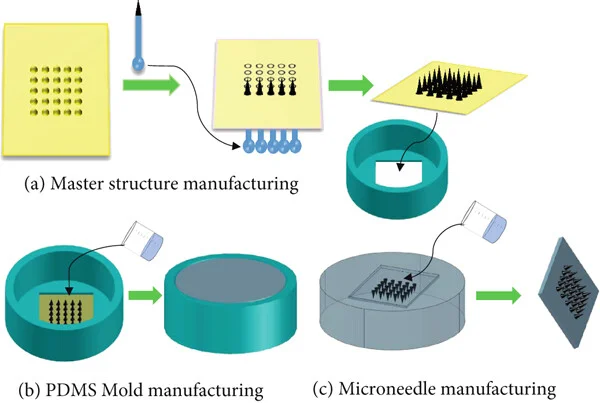 (a) Master structure manufacturing
(b) PDMS Mold manufacturing
(c) Microneedle manufacturing